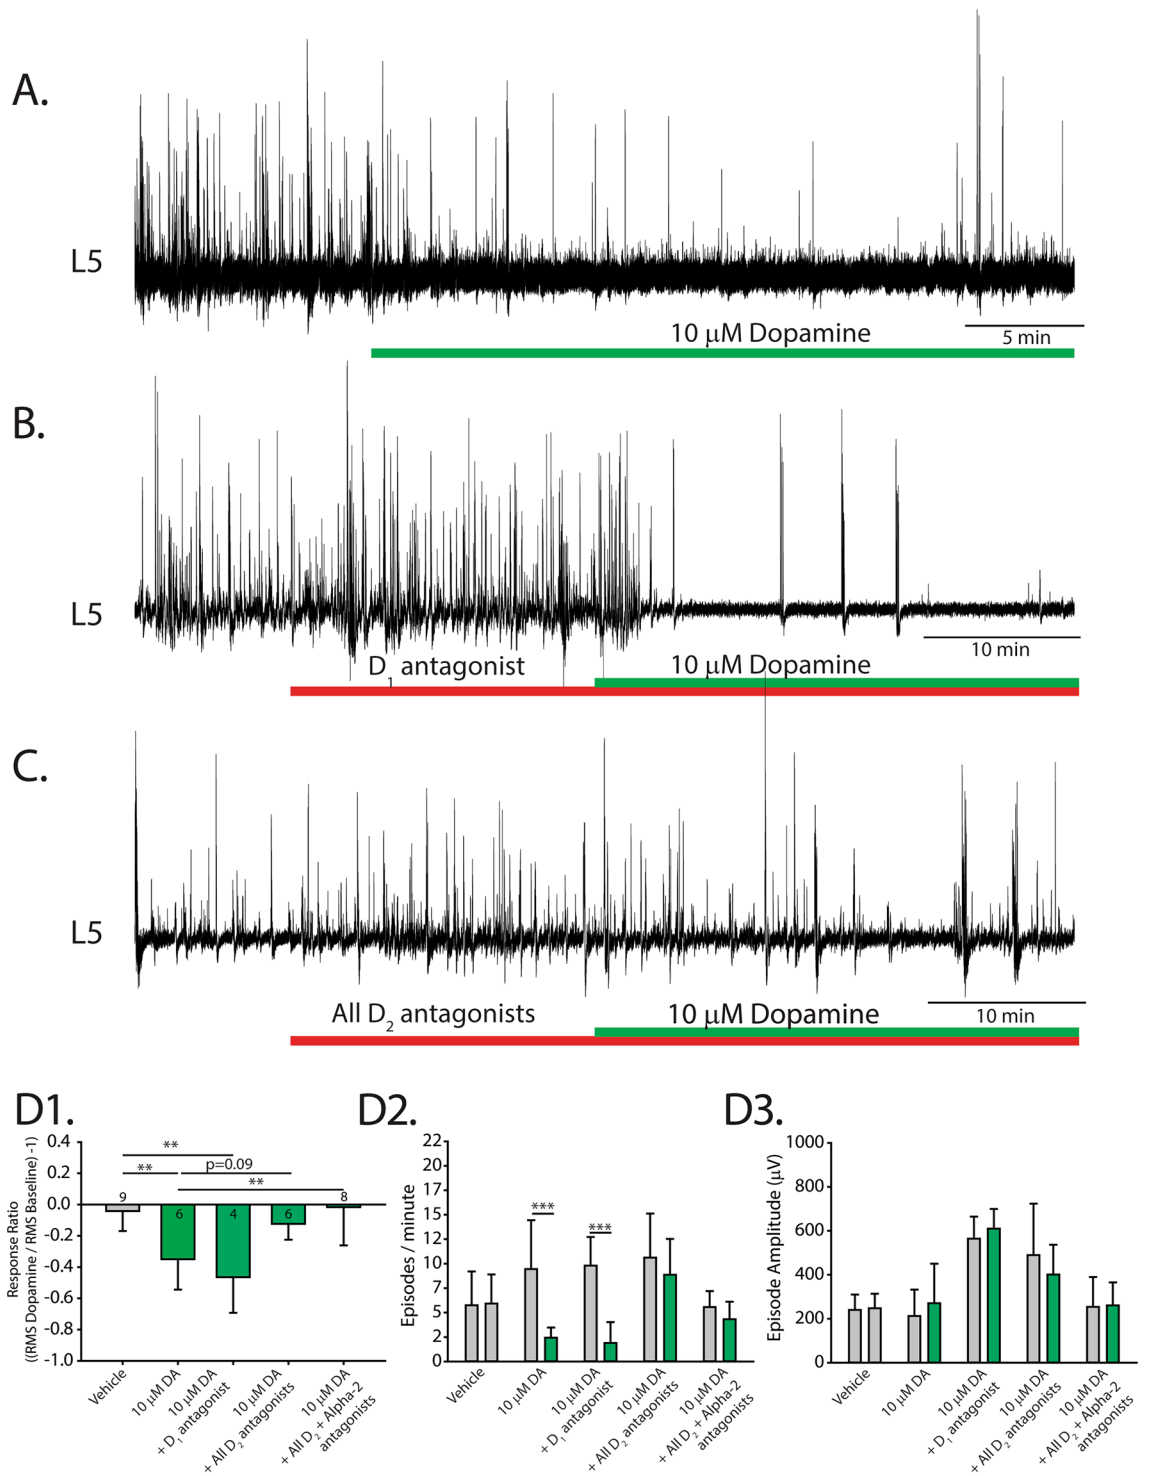 A.
L5
10 µM Dopamine
5 min
B.
L5
10 min
D1 antagonist
10 µM Dopamine
C.
L5
All D2 antagonists
10 µM Dopamine
10 min
D1.
D2.
D3.
Response Ratio
((RMS Dopamine / RMS Baseline) -1)
0.4
0.2
0.0
-0.2
-0.4
-0.6
-0.8
-1.0
**
**
p=0.09
**
9
6
4
6
8
Vehicle
10 µM DA
10 µM DA
+ D1 antagonist
10 µM DA
+ All D2 antagonists
10 µM DA
+ All D2 + Alpha-2
antagonists
Episodes / minute
22
20
17
15
12
10
7
5
2
0
***
***
Vehicle
10 µM DA
10 µM DA
+ D1 antagonist
10 µM DA
+ All D2 antagonists
10 µM DA
+ All D2 + Alpha-2
antagonists
Episode Amplitude (µV)
1000
800
600
400
200
0
Vehicle
10 µM DA
10 µM DA
+ D1 antagonist
10 µM DA
+ All D2 antagonists
10 µM DA
+ All D2 + Alpha-2
antagonists